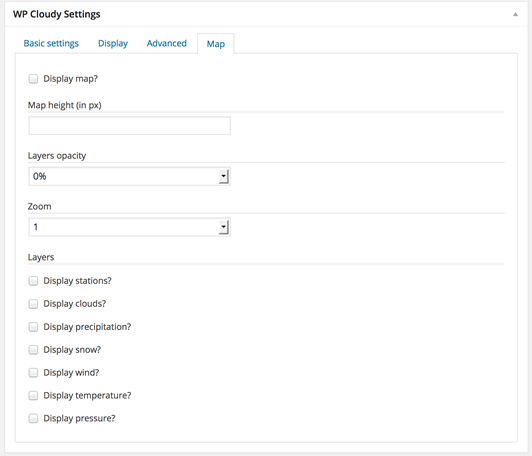 WP Cloudy Settings
Basic settings Display Advanced Map
Display map?
Map height (in px)
Layers opacity
0%
Zoom
1
Layers
Display stations?
Display clouds?
Display precipitation?
Display snow?
Display wind?
Display temperature?
Display pressure?